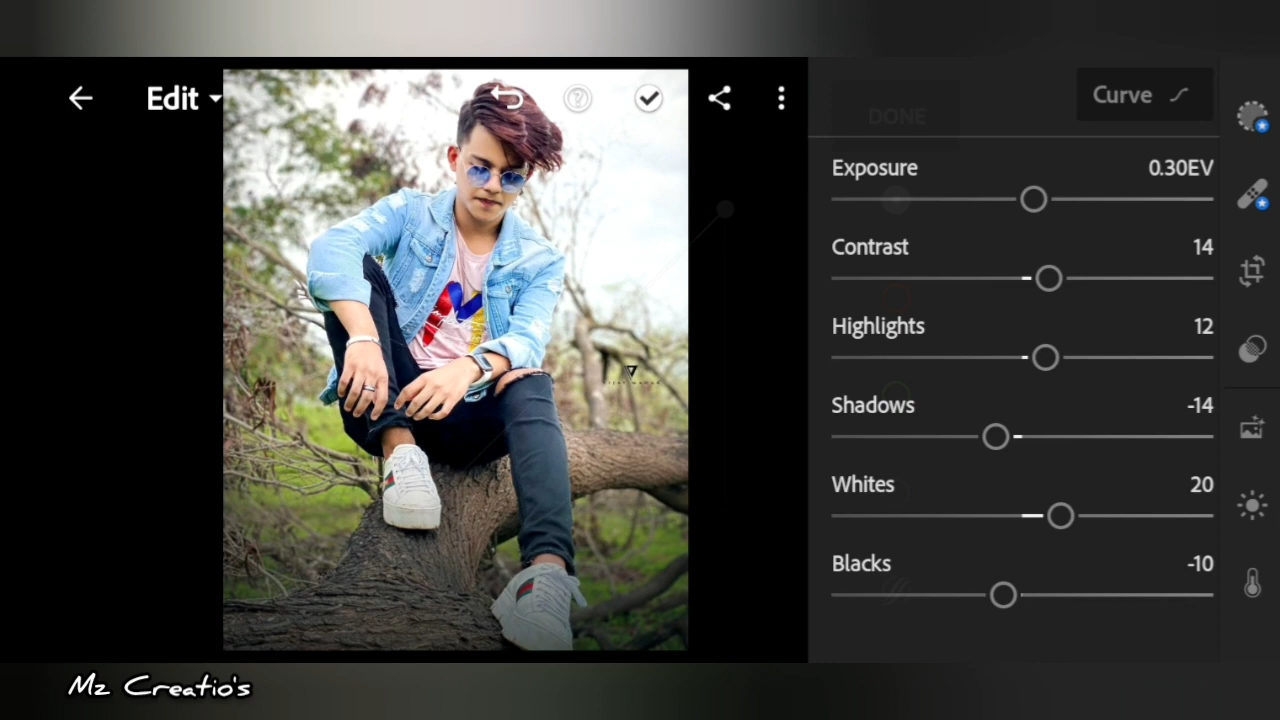 Edit
Curve
DONE
Exposure 0.30EV
Contrast 14
Highlights 12
Shadows -14
Whites 20
Blacks -10
Mz Creatio's